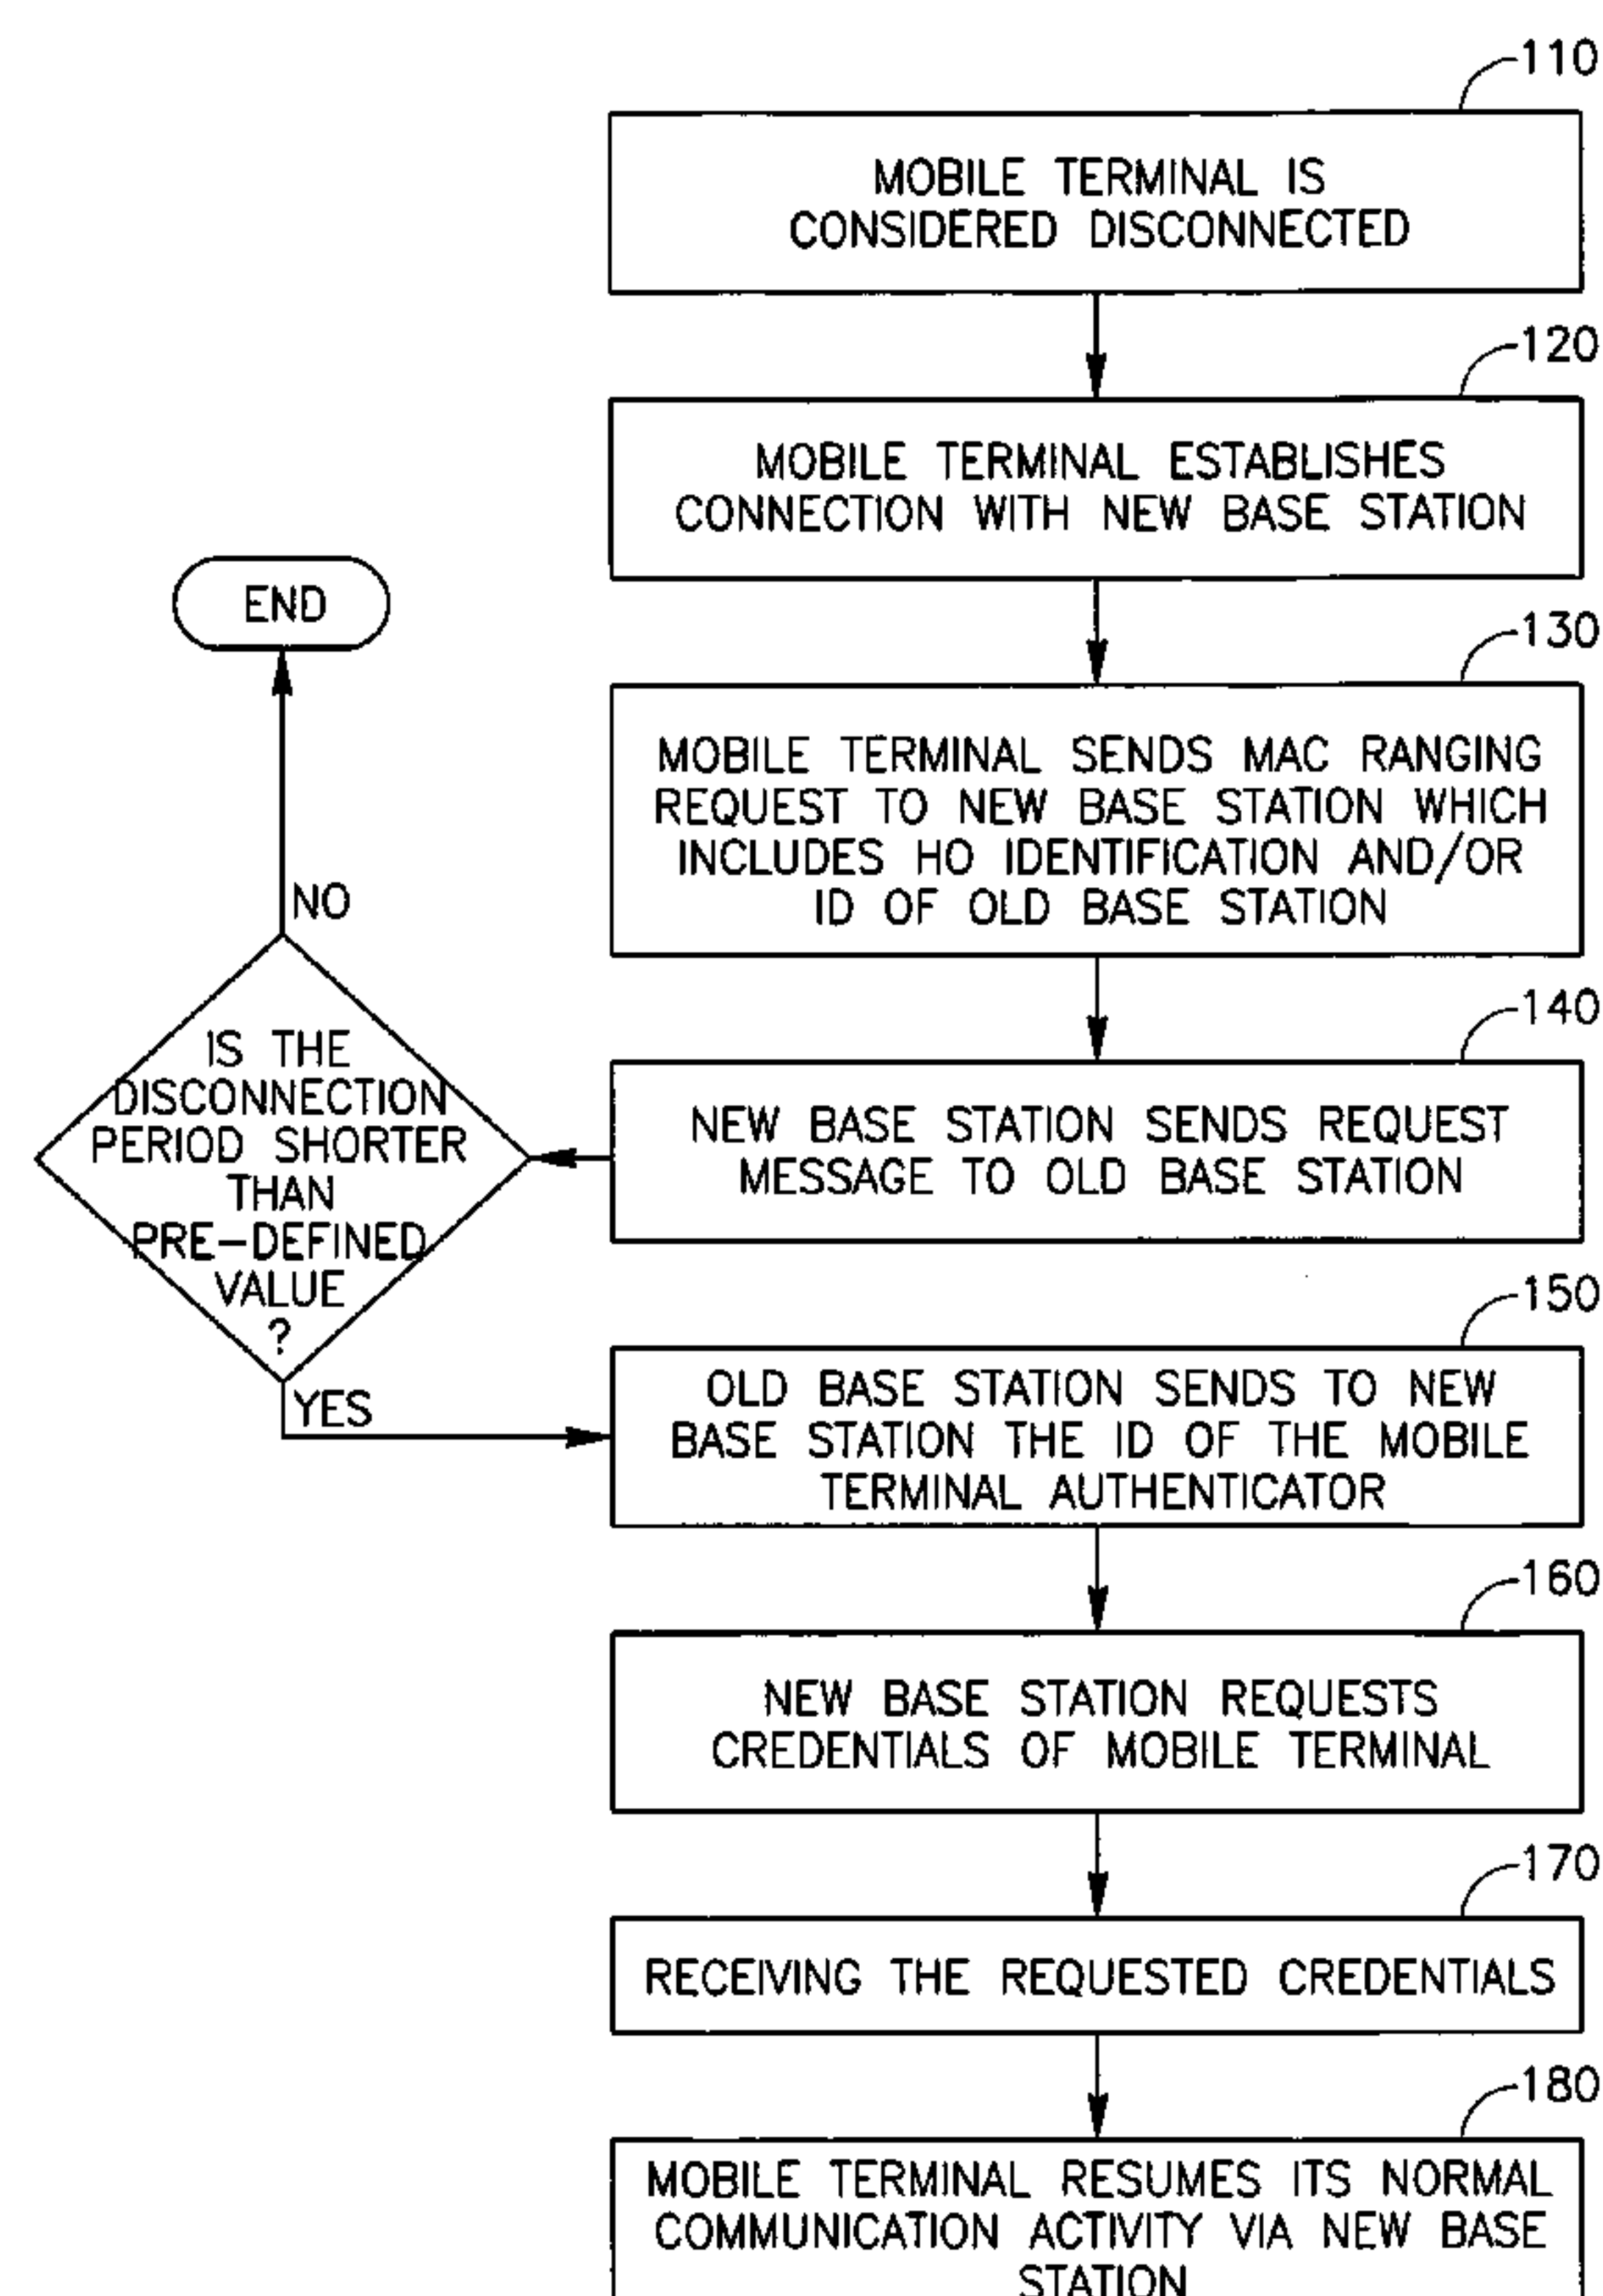 110
MOBILE TERMINAL IS
CONSIDERED DISCONNECTED
120
MOBILE TERMINAL ESTABLISHES
CONNECTION WITH NEW BASE STATION
END
130
MOBILE TERMINAL SENDS MAC RANGING
REQUEST TO NEW BASE STATION WHICH
INCLUDES HO IDENTIFICATION AND/OR
ID OF OLD BASE STATION
NO
140
NEW BASE STATION SENDS REQUEST
MESSAGE TO OLD BASE STATION
IS THE
DISCONNECTION
PERIOD SHORTER
THAN
PRE-DEFINED
VALUE
?
YES
150
OLD BASE STATION SENDS TO NEW
BASE STATION THE ID OF THE MOBILE
TERMINAL AUTHENTICATOR
160
NEW BASE STATION REQUESTS
CREDENTIALS OF MOBILE TERMINAL
170
RECEIVING THE REQUESTED CREDENTIALS
180
MOBILE TERMINAL RESUMES ITS NORMAL
COMMUNICATION ACTIVITY VIA NEW BASE
STATION